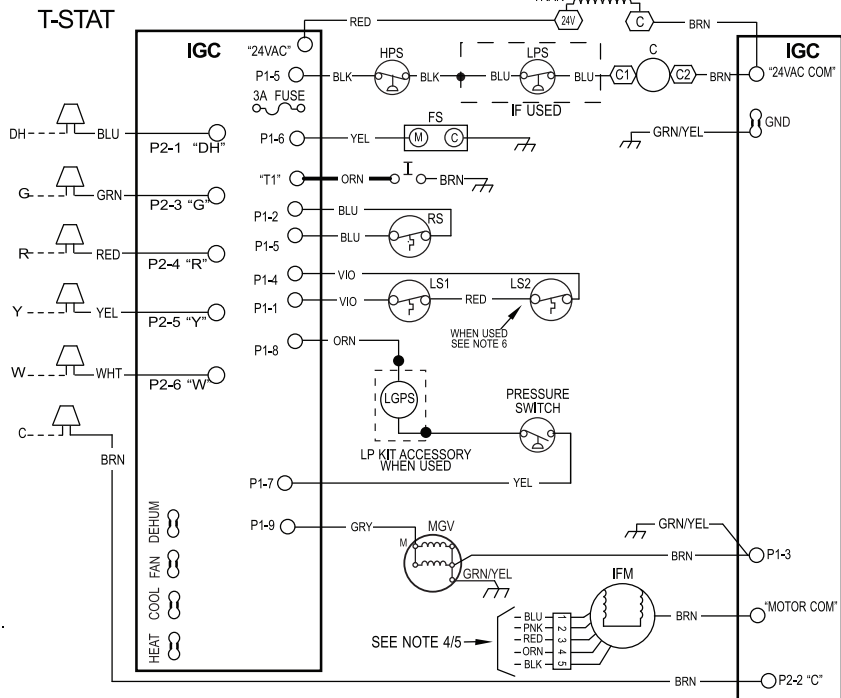 T-STAT
RED
24V
C
BRN
IGC
"24VAC"
HPS
LPS
C
IGC
"24VAC COM"
P1-5
BLK
BLK
BLU
BLU
C1
C2
BRN
3A FUSE
IF USED
GND
GRN/YEL
DH
BLU
P2-1 "DH"
P1-6
YEL
FS
M
C
"T1"
ORN
BRN
G
GRN
P2-3 "G"
P1-2
BLU
RS
P1-5
BLU
R
RED
P2-4 "R"
P1-4
VIO
LS1
LS2
P1-1
VIO
RED
Y
YEL
P2-5 "Y"
WHEN USED
SEE NOTE 6
P1-8
ORN
W
WHT
P2-6 "W"
LGPS
PRESSURE
SWITCH
C
BRN
LP KIT ACCESSORY
WHEN USED
P1-7
YEL
P1-9
GRY
MGV
M
GRN/YEL
GRN/YEL
BRN
P1-3
DEHUM
FAN
COOL
HEAT
IFM
BLU 1
PNK 2
RED 3
ORN 4
BLK 5
BRN
"MOTOR COM"
SEE NOTE 4/5
BRN
P2-2 "C"